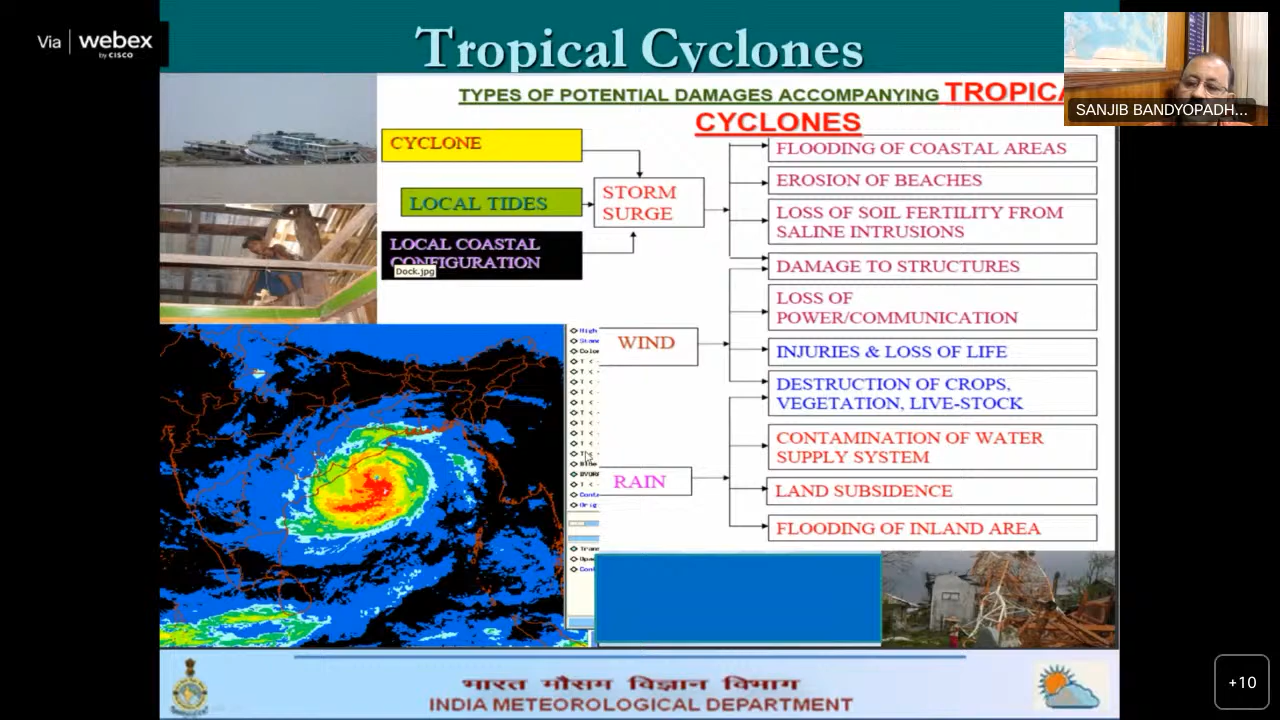 Via webex
by CISCO
Tropical Cyclones
SANJIB BANDYOPADH...
TYPES OF POTENTIAL DAMAGES ACCOMPANYING TROPICA
CYCLONES
CYCLONE
LOCAL TIDES
LOCAL COASTAL
CONFIGURATION
Dock.jpg
STORM
SURGE
FLOODING OF COASTAL AREAS
EROSION OF BEACHES
LOSS OF SOIL FERTILITY FROM
SALINE INTRUSIONS
DAMAGE TO STRUCTURES
WIND
LOSS OF
POWER/COMMUNICATION
INJURIES & LOSS OF LIFE
DESTRUCTION OF CROPS,
VEGETATION, LIVE-STOCK
RAIN
CONTAMINATION OF WATER
SUPPLY SYSTEM
LAND SUBSIDENCE
FLOODING OF INLAND AREA
भारत मौसम विज्ञान विभाग
INDIA METEOROLOGICAL DEPARTMENT
+10